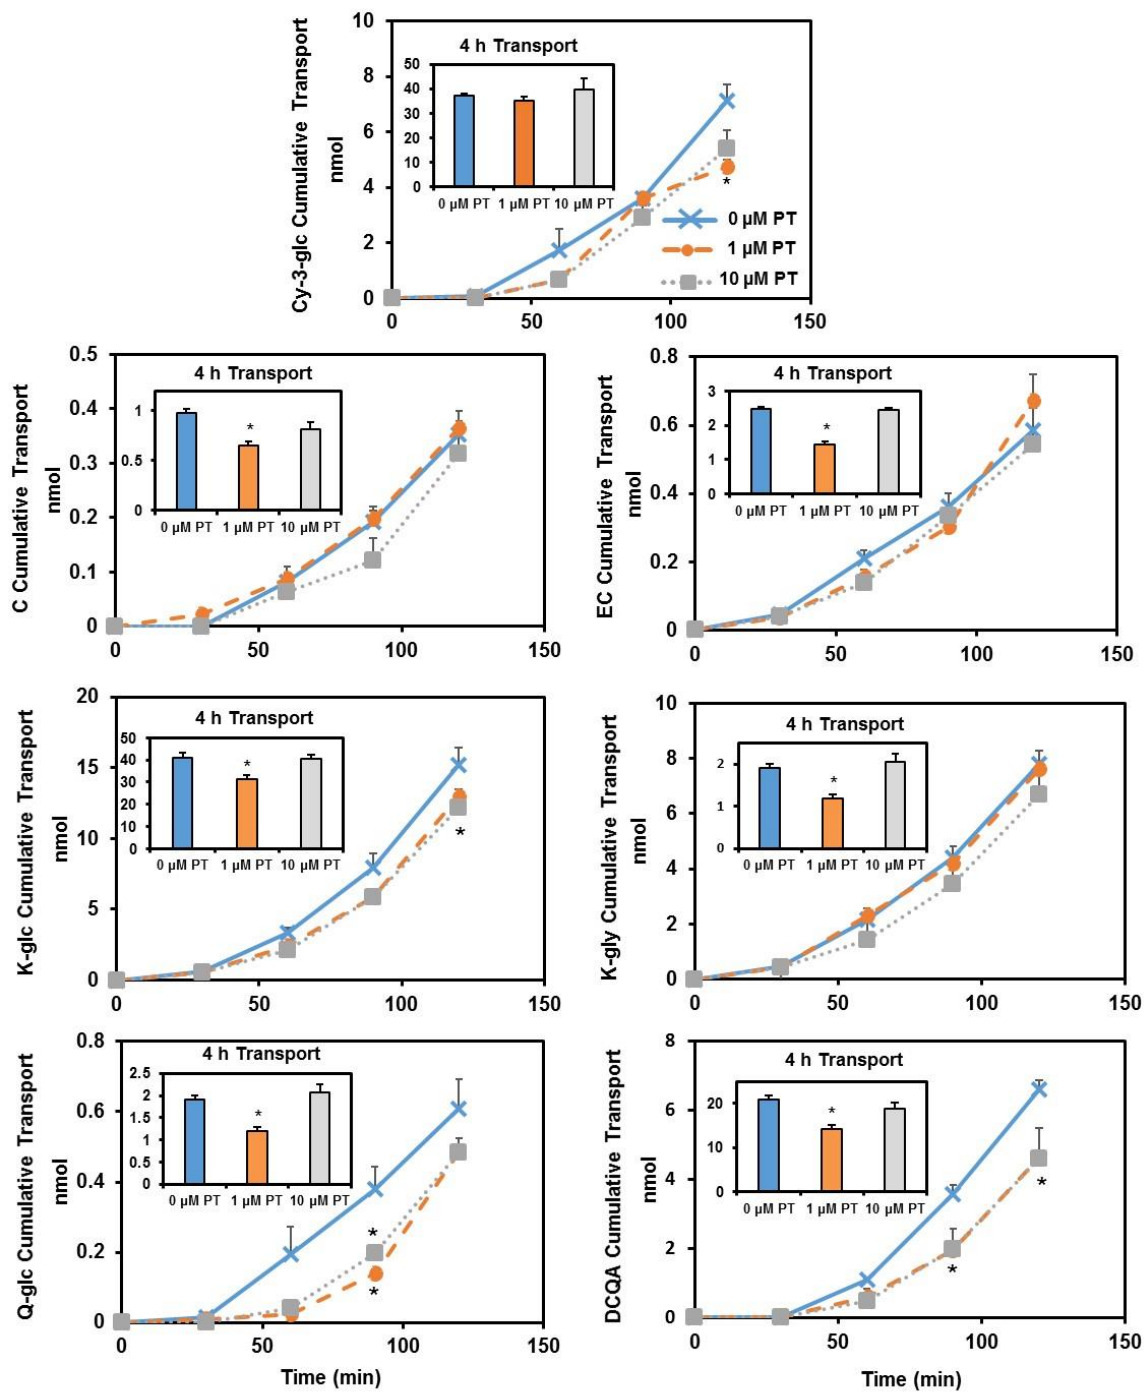 Cy-3-glc Cumulative Transport
nmol
10
8
6
4
2
0
4 h Transport
50
40
30
20
10
0
0 µM PT 1 µM PT 10 µM PT
*
0 µM PT
1 µM PT
10 µM PT
0 50 100 150
C Cumulative Transport
nmol
0.5
0.4
0.3
0.2
0.1
0
4 h Transport
1
0.5
0
*
0 µM PT 1 µM PT 10 µM PT
0 50 100 150
EC Cumulative Transport
nmol
0.8
0.6
0.4
0.2
0
4 h Transport
3
2
1
0
*
0 µM PT 1 µM PT 10 µM PT
0 50 100 150
K-glc Cumulative Transport
nmol
20
15
10
5
0
4 h Transport
50
40
30
20
10
0
*
0 µM PT 1 µM PT 10 µM PT
*
0 50 100 150
K-gly Cumulative Transport
nmol
10
8
6
4
2
0
4 h Transport
2
1
0
*
0 µM PT 1 µM PT 10 µM PT
0 50 100 150
Q-glc Cumulative Transport
nmol
0.8
0.6
0.4
0.2
0
4 h Transport
2.5
2
1.5
1
0.5
0
*
0 µM PT 1 µM PT 10 µM PT
*
*
0 50 100 150
Time (min)
DCQA Cumulative Transport
nmol
8
6
4
2
0
4 h Transport
20
10
0
*
0 µM PT 1 µM PT 10 µM PT
*
*
0 50 100 150
Time (min)